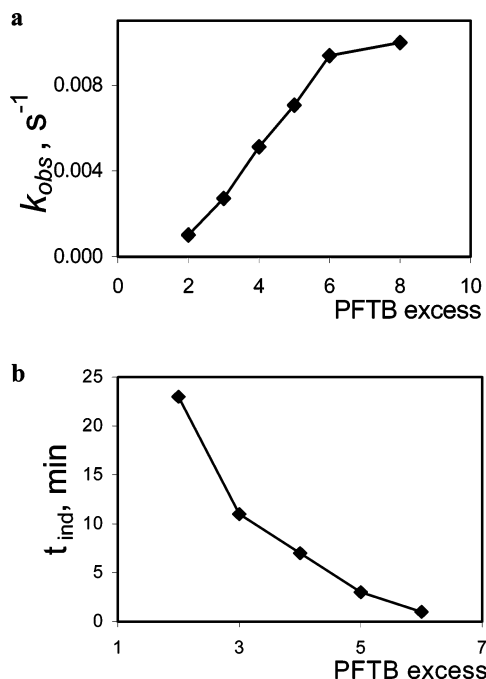 a
0.008
0.004
0.000
k_obs, s⁻¹
0 2 4 6 8 10
PFTB excess
b
25
20
15
10
5
0
t_ind, min
1 3 5 7
PFTB excess